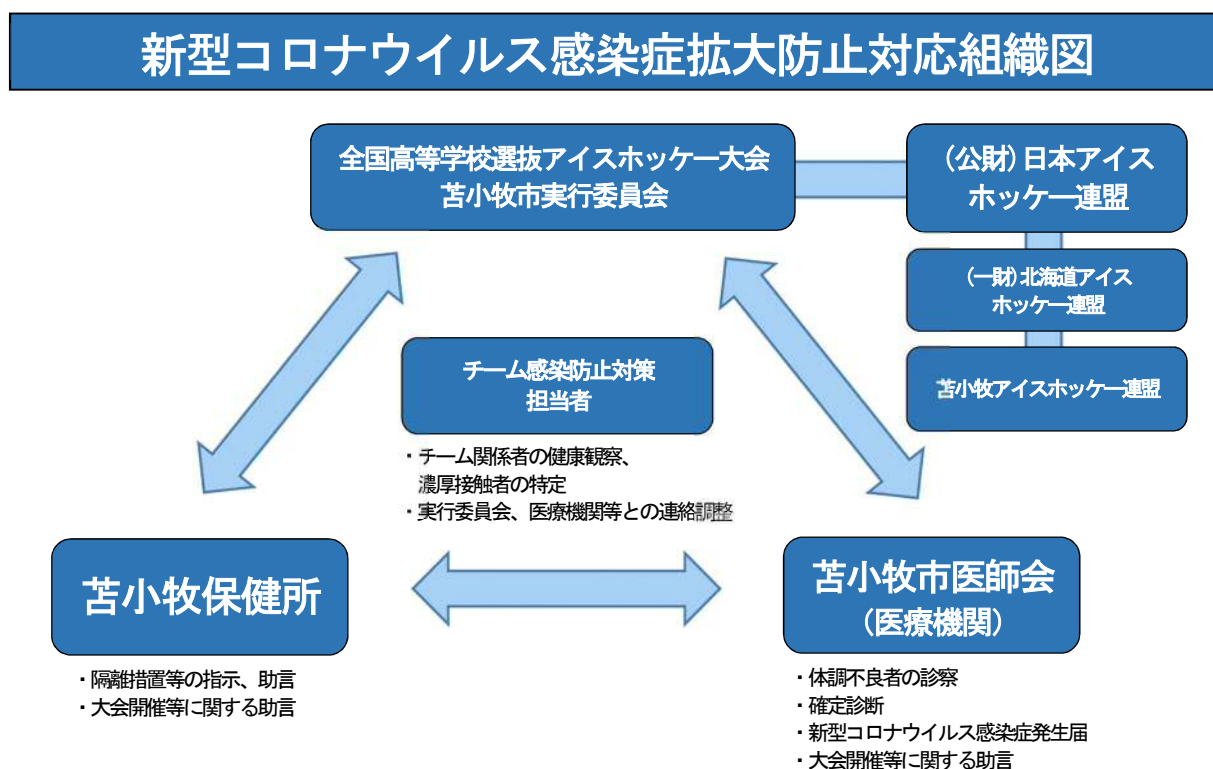 新型コロナウイルス感染症拡大防止対応組織図
全国高等学校選抜アイスホッケー大会
苫小牧市実行委員会
（公財）日本アイス
ホッケー連盟
（一財）北海道アイス
ホッケー連盟
苫小牧アイスホッケー連盟
チーム感染防止対策
担当者
・チーム関係者の健康観察、
濃厚接触者の特定
・実行委員会、医療機関等との連絡調整
苫小牧保健所
・隔離措置等の指示、助言
・大会開催等に関する助言
苫小牧市医師会
（医療機関）
・体調不良者の診察
・確定診断
・新型コロナウイルス感染症発生届
・大会開催等に関する助言